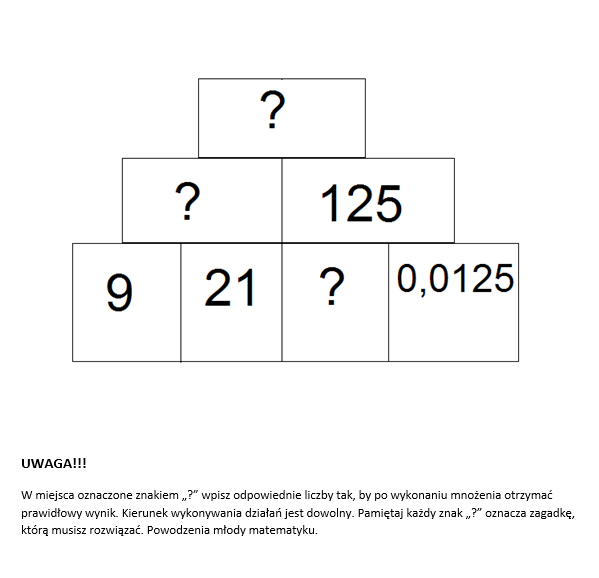 ?
? 125
9 21 ? 0,0125
UWAGA!!!
W miejsca oznaczone znakiem „?” wpisz odpowiednie liczby tak, by po wykonaniu mnożenia otrzymać
prawidłowy wynik. Kierunek wykonywania działań jest dowolny. Pamiętaj każdy znak „?” oznacza zagadkę,
którą musisz rozwiązać. Powodzenia młody matematyku.